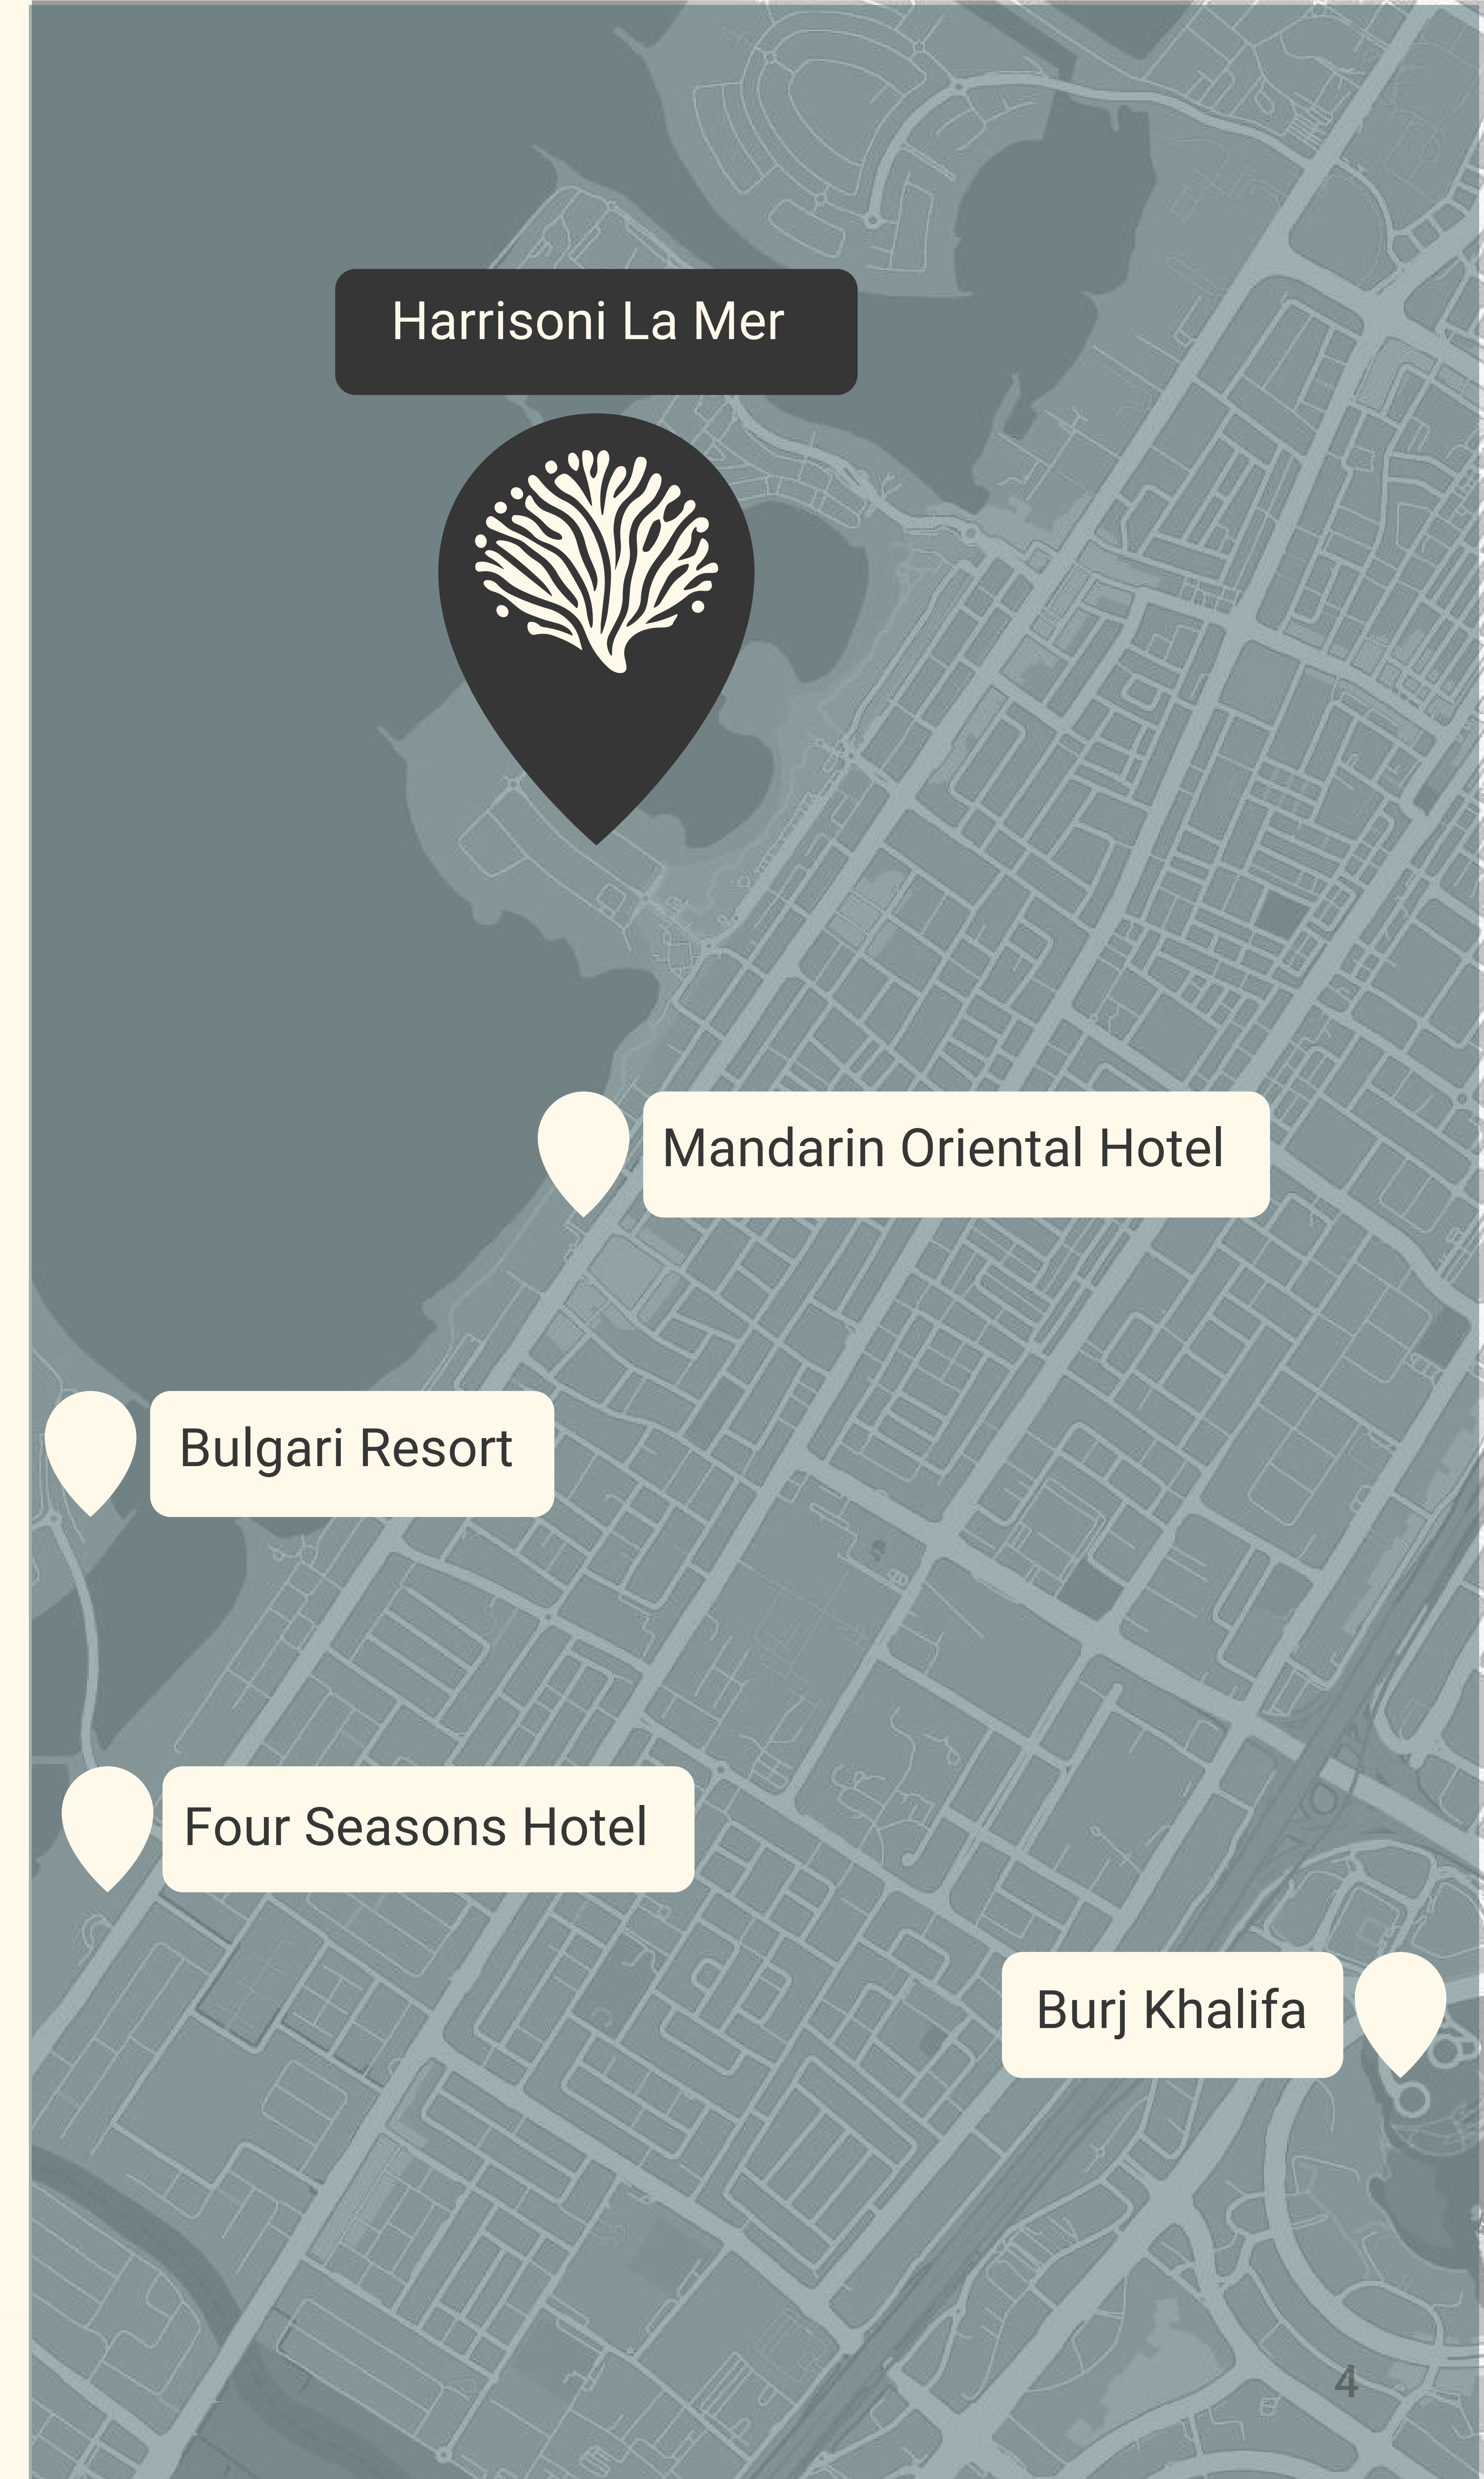 Harrisoni La Mer
Mandarin Oriental Hotel
Bulgari Resort
Four Seasons Hotel
Burj Khalifa
4